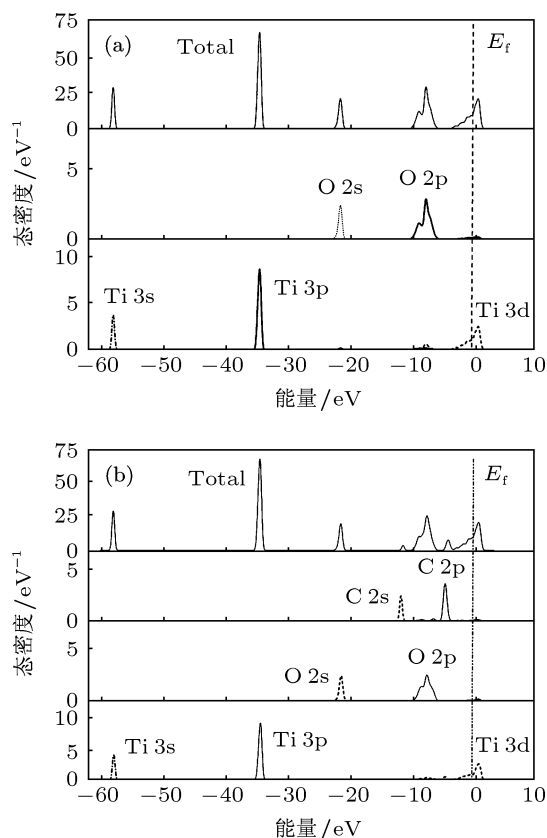 75
(a)
Total
E_f
50
25
0
5
O 2s
O 2p
0
态密度/eV⁻¹
10
5
Ti 3s
Ti 3p
Ti 3d
0
−60 −50 −40 −30 −20 −10 0 10
能量/eV
75
(b)
Total
E_f
50
25
0
5
C 2s
C 2p
0
态密度/eV⁻¹
5
O 2s
O 2p
0
10
5
Ti 3s
Ti 3p
Ti 3d
0
−60 −50 −40 −30 −20 −10 0 10
能量/eV